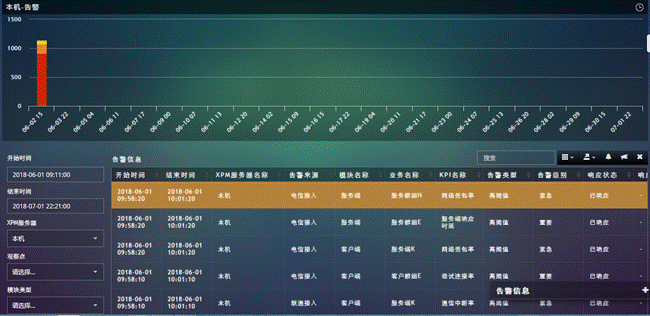 本机-告警
1500
1000
500
0
06-02 15
06-03 22
06-05 04
06-06 11
06-07 17
06-09 00
06-10 07
06-11 13
06-12 20
06-14 02
06-15 09
06-16 15
06-17 22
06-19 04
06-20 11
06-21 17
06-23 00
06-24 07
06-25 13
06-26 20
06-28 02
06-29 09
06-30 15
07-01 22
开始时间
2018-06-01 09:11:00
结束时间
2018-07-01 22:21:00
XPM服务器
本机
观察点
请选择...
模块类型
请选择...
告警信息
搜索
开始时间 结束时间 XPM服务器名称 告警来源 模块名称 业务名称 KPI名称 告警类型 告警级别 响应状态 响应
2018-06-01 09:58:20 2018-06-01 10:01:20 本机 电信接入 服务端 服务群组H 网络丢包率 高阈值 紧急 已响应 -
2018-06-01 09:58:20 2018-06-01 10:01:20 本机 电信接入 服务端 服务群组E 服务端响应时延 高阈值 重要 已响应 -
2018-06-01 09:58:20 2018-06-01 10:01:20 本机 电信接入 客户端 服务端K 网络丢包率 高阈值 紧急 已响应 -
2018-06-01 09:58:10 2018-06-01 10:01:10 本机 电信接入 客户端 客户群组E 尝试连接率 高阈值 重要 已响应 -
2018-06-01 09:58:10 2018-06-01 10:01:10 本机 联通接入 客户端 服务端K 通信中断率 高阈值 紧急 已响应 -
告警信息